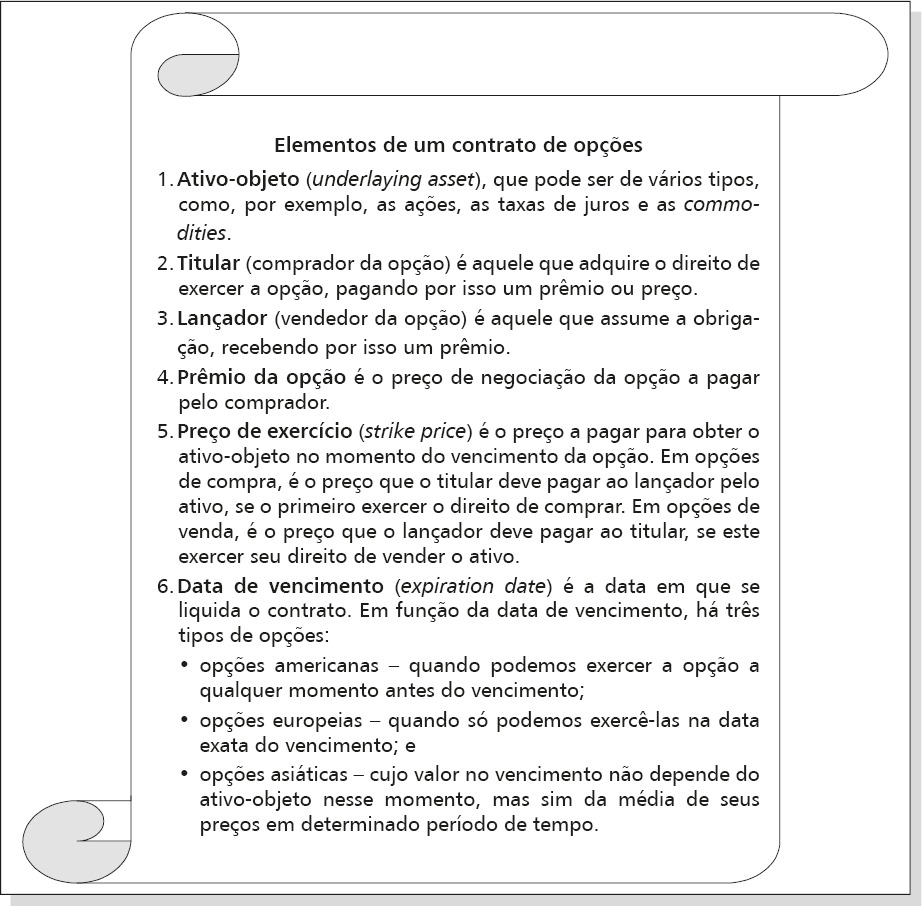 Elementos de um contrato de opções
1. Ativo-objeto (underlaying asset), que pode ser de vários tipos,
como, por exemplo, as ações, as taxas de juros e as commo-
dities.
2. Titular (comprador da opção) é aquele que adquire o direito de
exercer a opção, pagando por isso um prêmio ou preço.
3. Lançador (vendedor da opção) é aquele que assume a obriga-
ção, recebendo por isso um prêmio.
4. Prêmio da opção é o preço de negociação da opção a pagar
pelo comprador.
5. Preço de exercício (strike price) é o preço a pagar para obter o
ativo-objeto no momento do vencimento da opção. Em opções
de compra, é o preço que o titular deve pagar ao lançador pelo
ativo, se o primeiro exercer o direito de comprar. Em opções de
venda, é o preço que o lançador deve pagar ao titular, se este
exercer seu direito de vender o ativo.
6. Data de vencimento (expiration date) é a data em que se
liquida o contrato. Em função da data de vencimento, há três
tipos de opções:
• opções americanas – quando podemos exercer a opção a
qualquer momento antes do vencimento;
• opções europeias – quando só podemos exercê-las na data
exata do vencimento; e
• opções asiáticas – cujo valor no vencimento não depende do
ativo-objeto nesse momento, mas sim da média de seus
preços em determinado período de tempo.